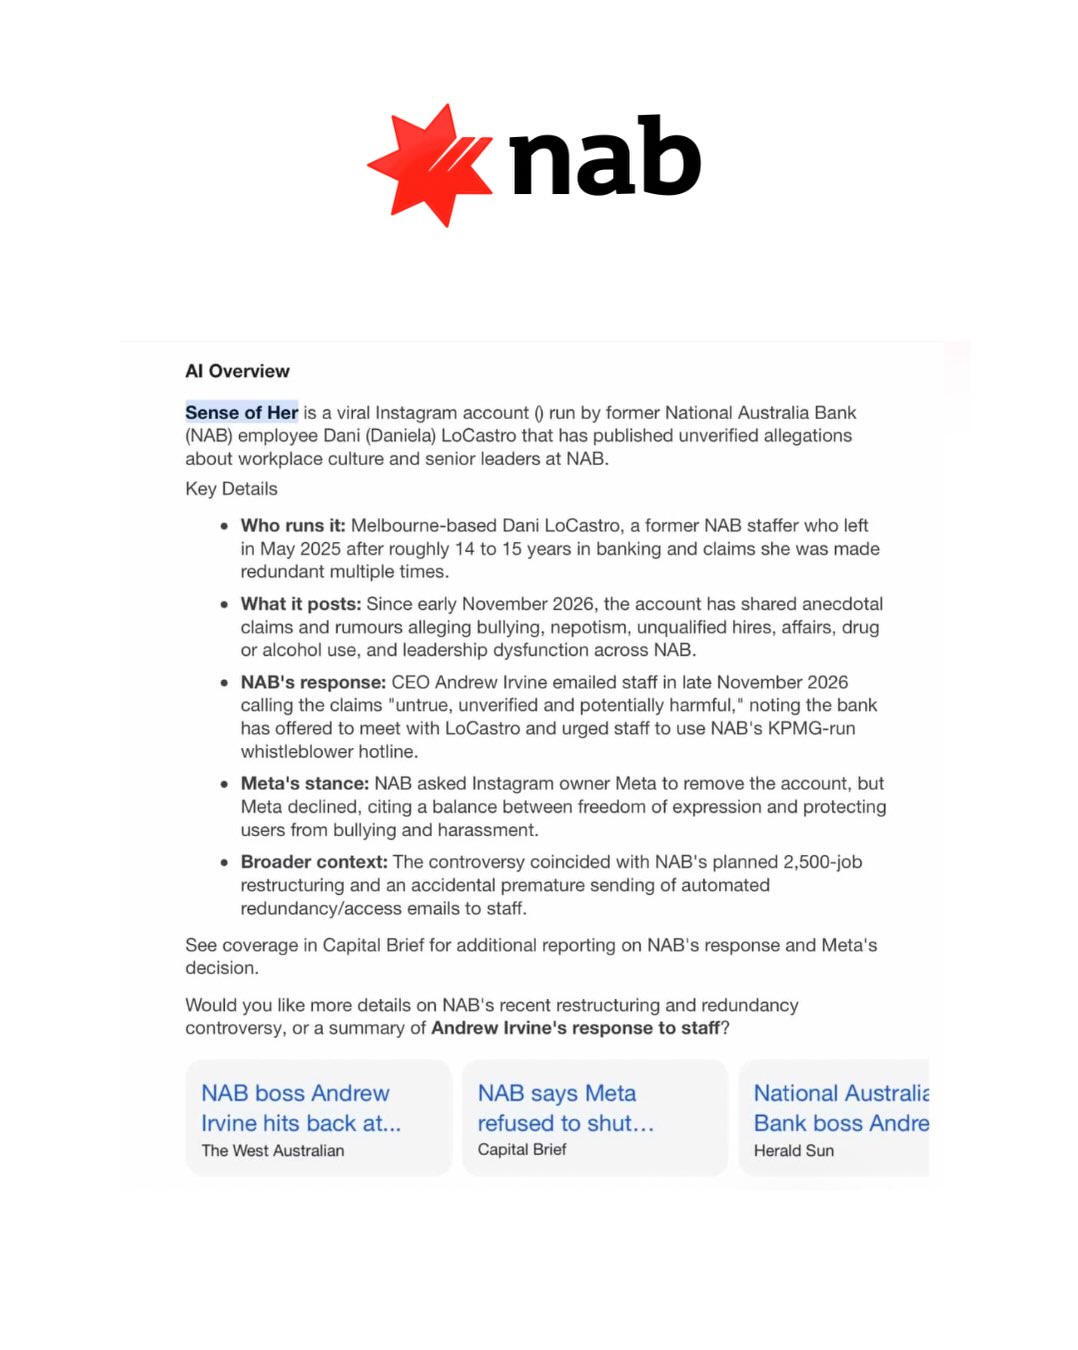 nab
AI Overview
Sense of Her is a viral Instagram account () run by former National Australia Bank
(NAB) employee Dani (Daniela) LoCastro that has published unverified allegations
about workplace culture and senior leaders at NAB.
Key Details
• Who runs it: Melbourne-based Dani LoCastro, a former NAB staffer who left
in May 2025 after roughly 14 to 15 years in banking and claims she was made
redundant multiple times.
• What it posts: Since early November 2026, the account has shared anecdotal
claims and rumours alleging bullying, nepotism, unqualified hires, affairs, drug
or alcohol use, and leadership dysfunction across NAB.
• NAB's response: CEO Andrew Irvine emailed staff in late November 2026
calling the claims "untrue, unverified and potentially harmful," noting the bank
has offered to meet with LoCastro and urged staff to use NAB's KPMG-run
whistleblower hotline.
• Meta's stance: NAB asked Instagram owner Meta to remove the account, but
Meta declined, citing a balance between freedom of expression and protecting
users from bullying and harassment.
• Broader context: The controversy coincided with NAB's planned 2,500-job
restructuring and an accidental premature sending of automated
redundancy/access emails to staff.
See coverage in Capital Brief for additional reporting on NAB's response and Meta's
decision.
Would you like more details on NAB's recent restructuring and redundancy
controversy, or a summary of Andrew Irvine's response to staff?
NAB boss Andrew
Irvine hits back at...
The West Australian
NAB says Meta
refused to shut...
Capital Brief
National Australia
Bank boss Andre
Herald Sun